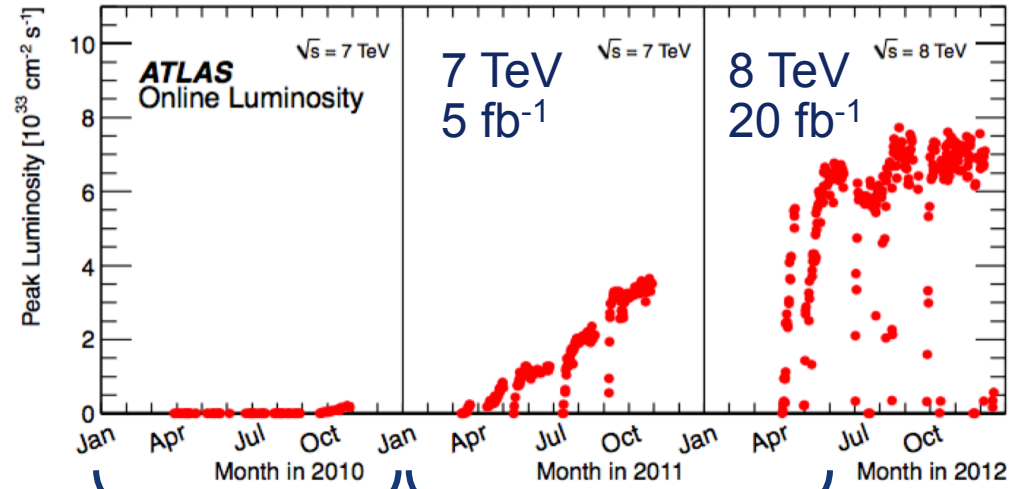 Peak Luminosity [10³³ cm⁻² s⁻¹]
10
8
6
4
2
0
√s = 7 TeV
ATLAS
Online Luminosity
√s = 7 TeV
7 TeV
5 fb⁻¹
√s = 8 TeV
8 TeV
20 fb⁻¹
Jan Apr Jul Oct Jan Apr Jul Oct Jan Apr Jul Oct
Month in 2010 Month in 2011 Month in 2012